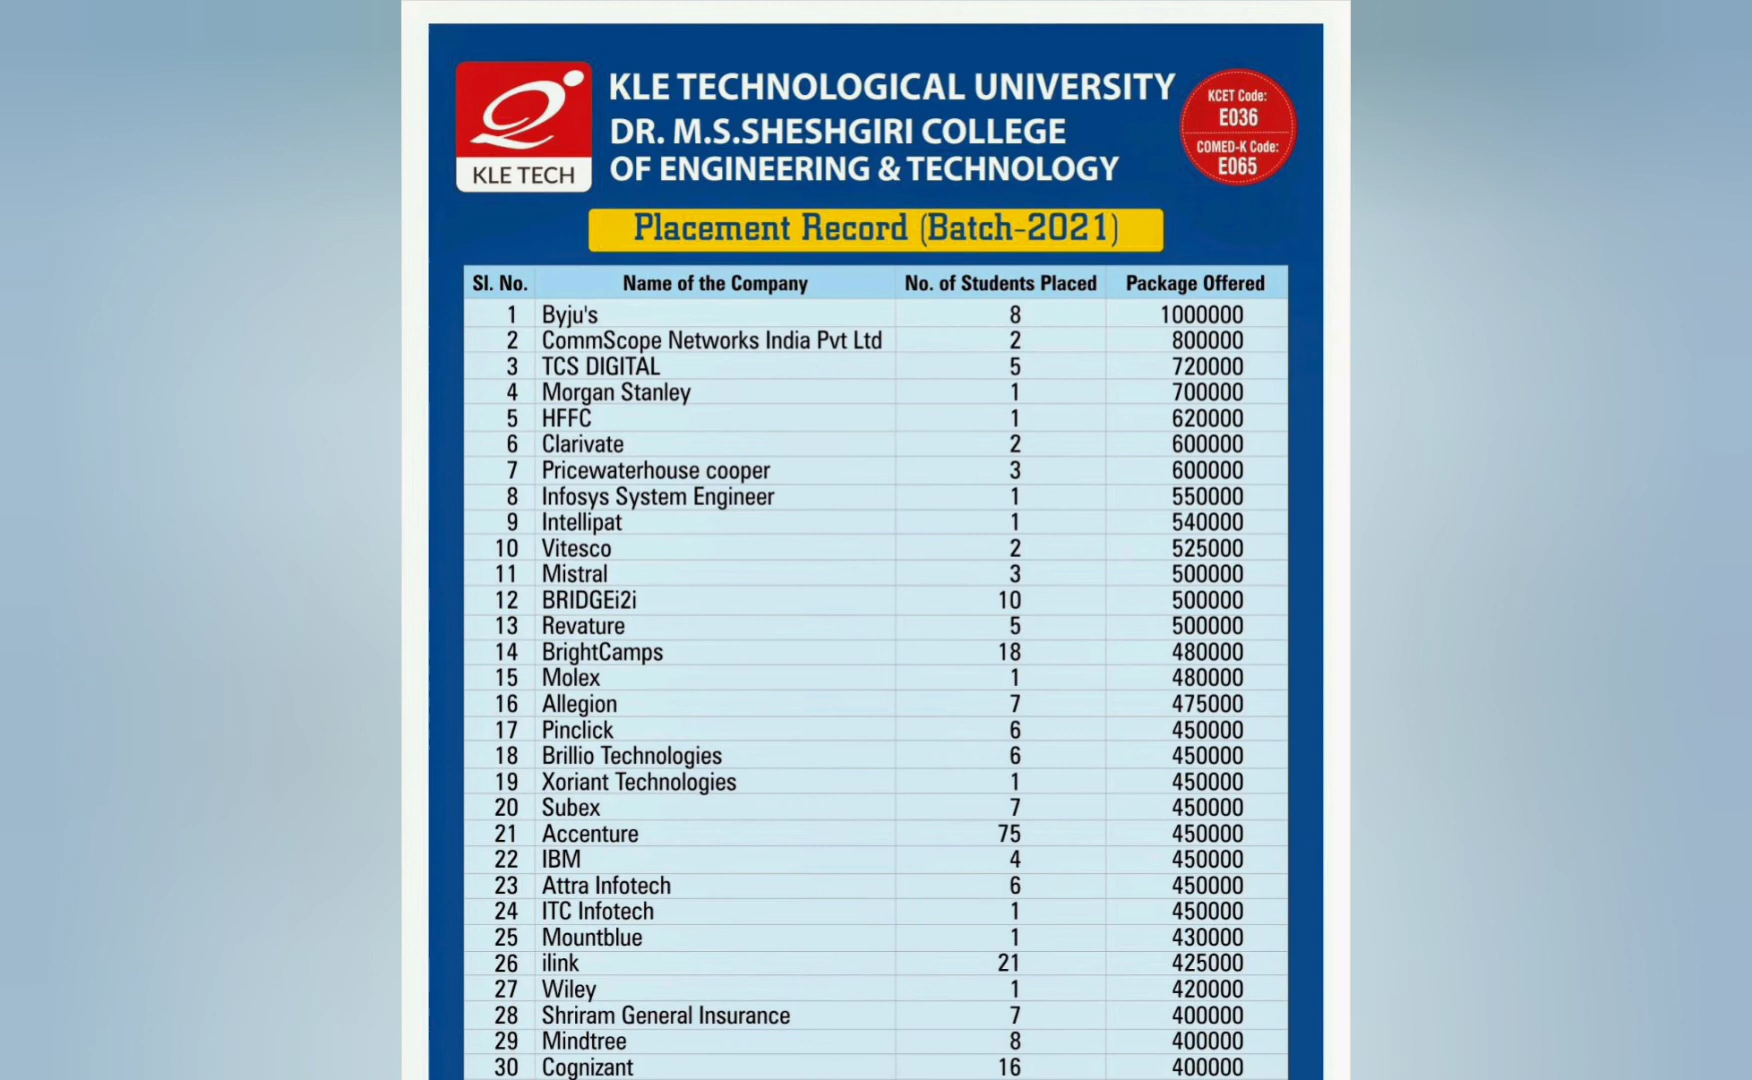 KLE TECH
KLE TECHNOLOGICAL UNIVERSITY
DR. M.S.SHESHGIRI COLLEGE
OF ENGINEERING & TECHNOLOGY
KCET Code:
E036
COMED-K Code:
E065
Placement Record (Batch-2021)
Sl. No. Name of the Company No. of Students Placed Package Offered
1 Byju's 8 1000000
2 CommScope Networks India Pvt Ltd 2 800000
3 TCS DIGITAL 5 720000
4 Morgan Stanley 1 700000
5 HFFC 1 620000
6 Clarivate 2 600000
7 Pricewaterhouse cooper 3 600000
8 Infosys System Engineer 1 550000
9 Intellipat 1 540000
10 Vitesco 2 525000
11 Mistral 3 500000
12 BRIDGEi2i 10 500000
13 Revature 5 500000
14 BrightCamps 18 480000
15 Molex 1 480000
16 Allegion 7 475000
17 Pinclick 6 450000
18 Brillio Technologies 6 450000
19 Xoriant Technologies 1 450000
20 Subex 7 450000
21 Accenture 75 450000
22 IBM 4 450000
23 Attra Infotech 6 450000
24 ITC Infotech 1 450000
25 Mountblue 1 430000
26 ilink 21 425000
27 Wiley 1 420000
28 Shriram General Insurance 7 400000
29 Mindtree 8 400000
30 Cognizant 16 400000